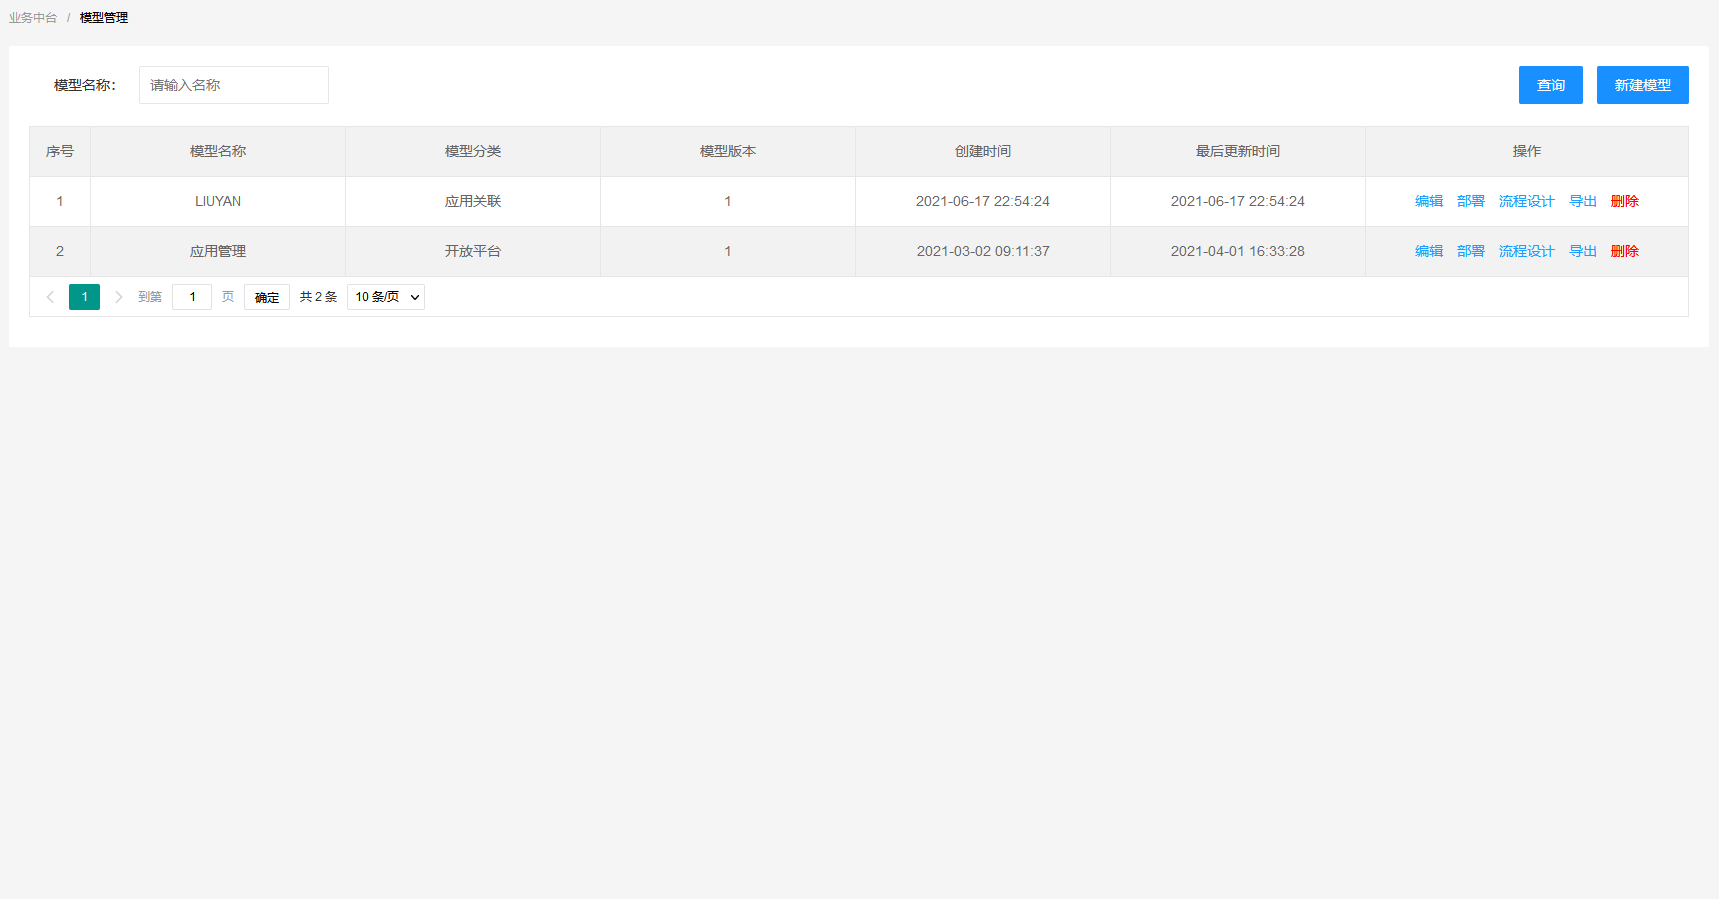 业务中台 / 模型管理
模型名称： 请输入名称 查询 新建模型
序号 模型名称 模型分类 模型版本 创建时间 最后更新时间 操作
1 LIUYAN 应用关联 1 2021-06-17 22:54:24 2021-06-17 22:54:24 编辑 部署 流程设计 导出 删除
2 应用管理 开放平台 1 2021-03-02 09:11:37 2021-04-01 16:33:28 编辑 部署 流程设计 导出 删除
1 到第 1 页 确定 共 2 条 10 条/页